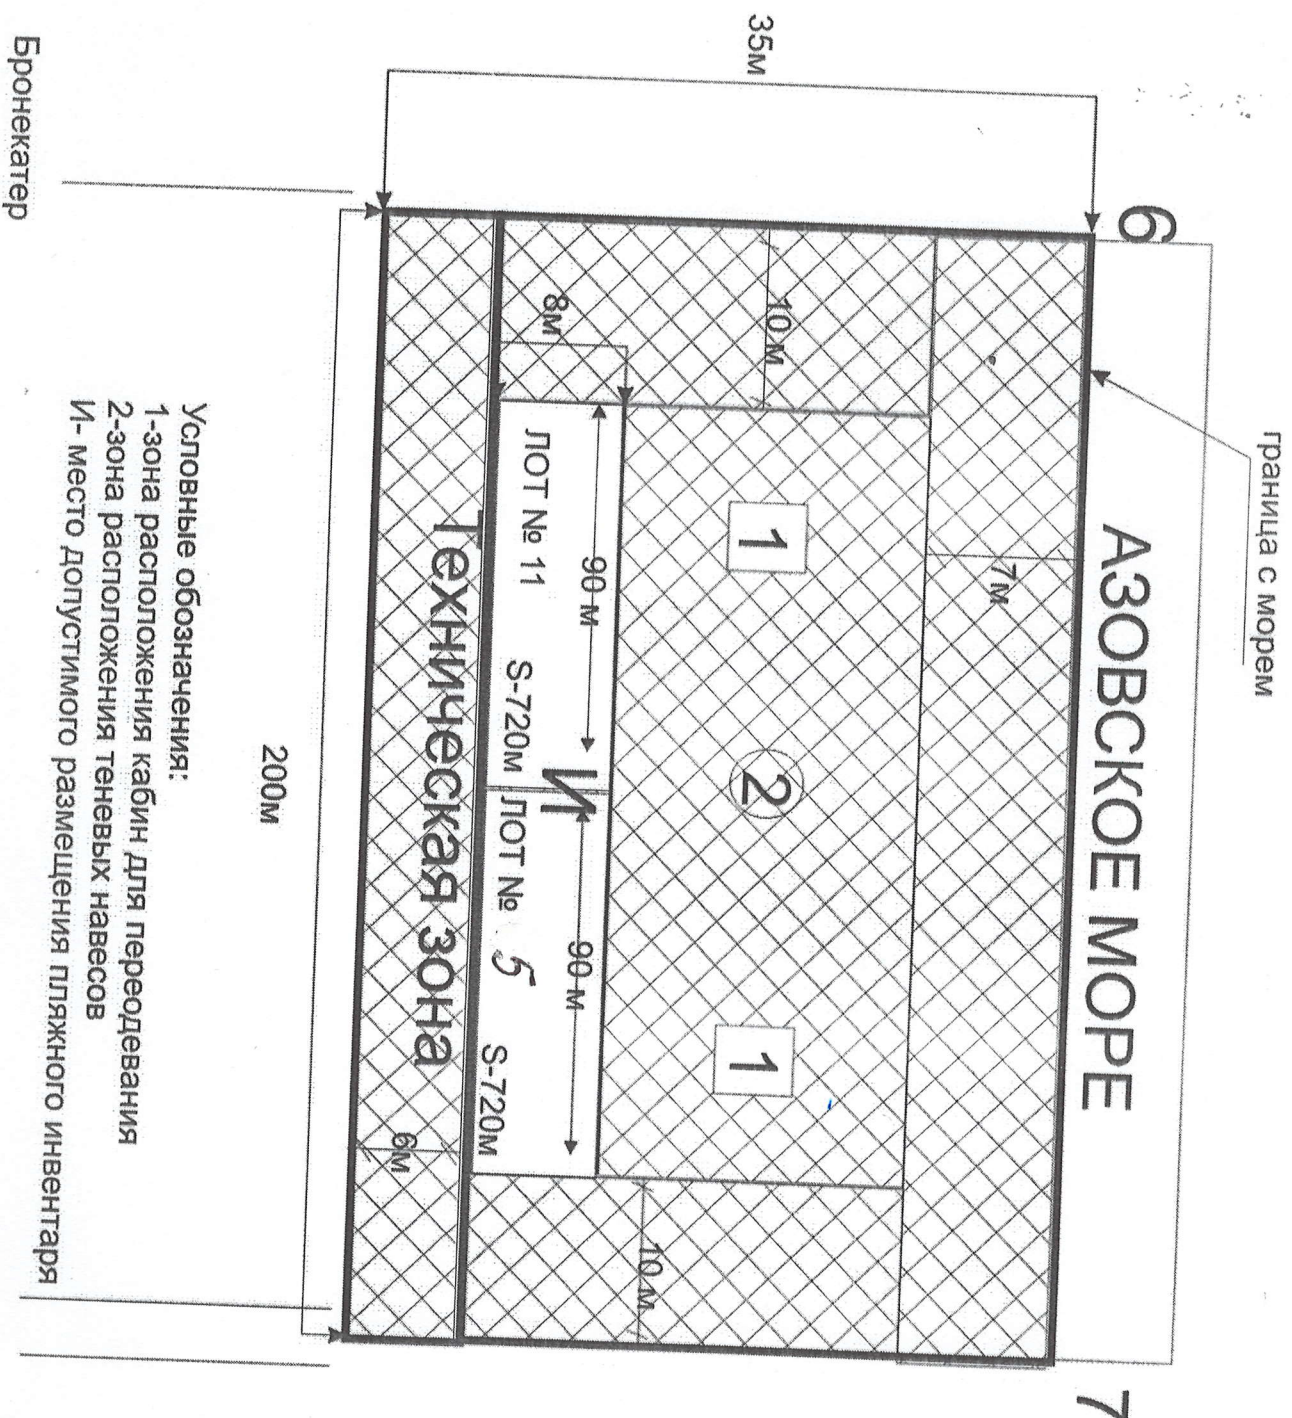 граница с морем
6
АЗОВСКОЕ МОРЕ
7
35м
7м
10 м
1
2
1
10 м
8м
90 м
90 м
И
ЛОТ № 11
S-720м
ЛОТ № 5
S-720м
Техническая зона
6м
200м
Бронекатер
Условные обозначения:
1-зона расположения кабин для переодевания
2-зона расположения теневых навесов
И- место допустимого размещения пляжного инвентаря